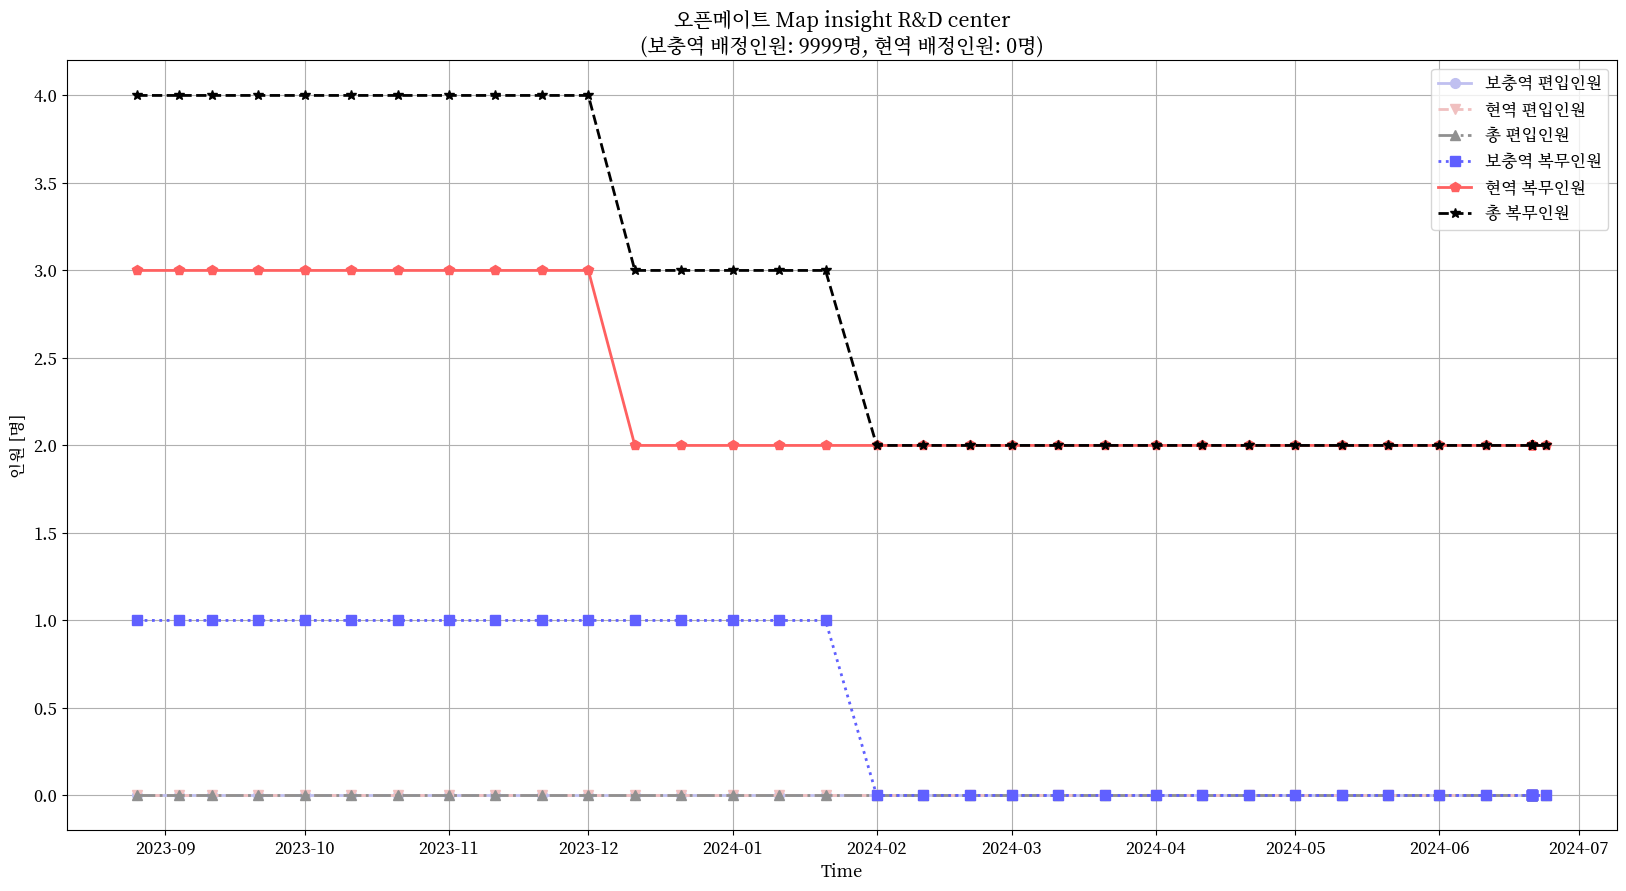 오픈메이트 Map insight R&D center
(보충역 배정인원: 9999명, 현역 배정인원: 0명)
보충역 편입인원
현역 편입인원
총 편입인원
보충역 복무인원
현역 복무인원
총 복무인원
인원 [명]
4.0
3.5
3.0
2.5
2.0
1.5
1.0
0.5
0.0
2023-09 2023-10 2023-11 2023-12 2024-01 2024-02 2024-03 2024-04 2024-05 2024-06 2024-07
Time